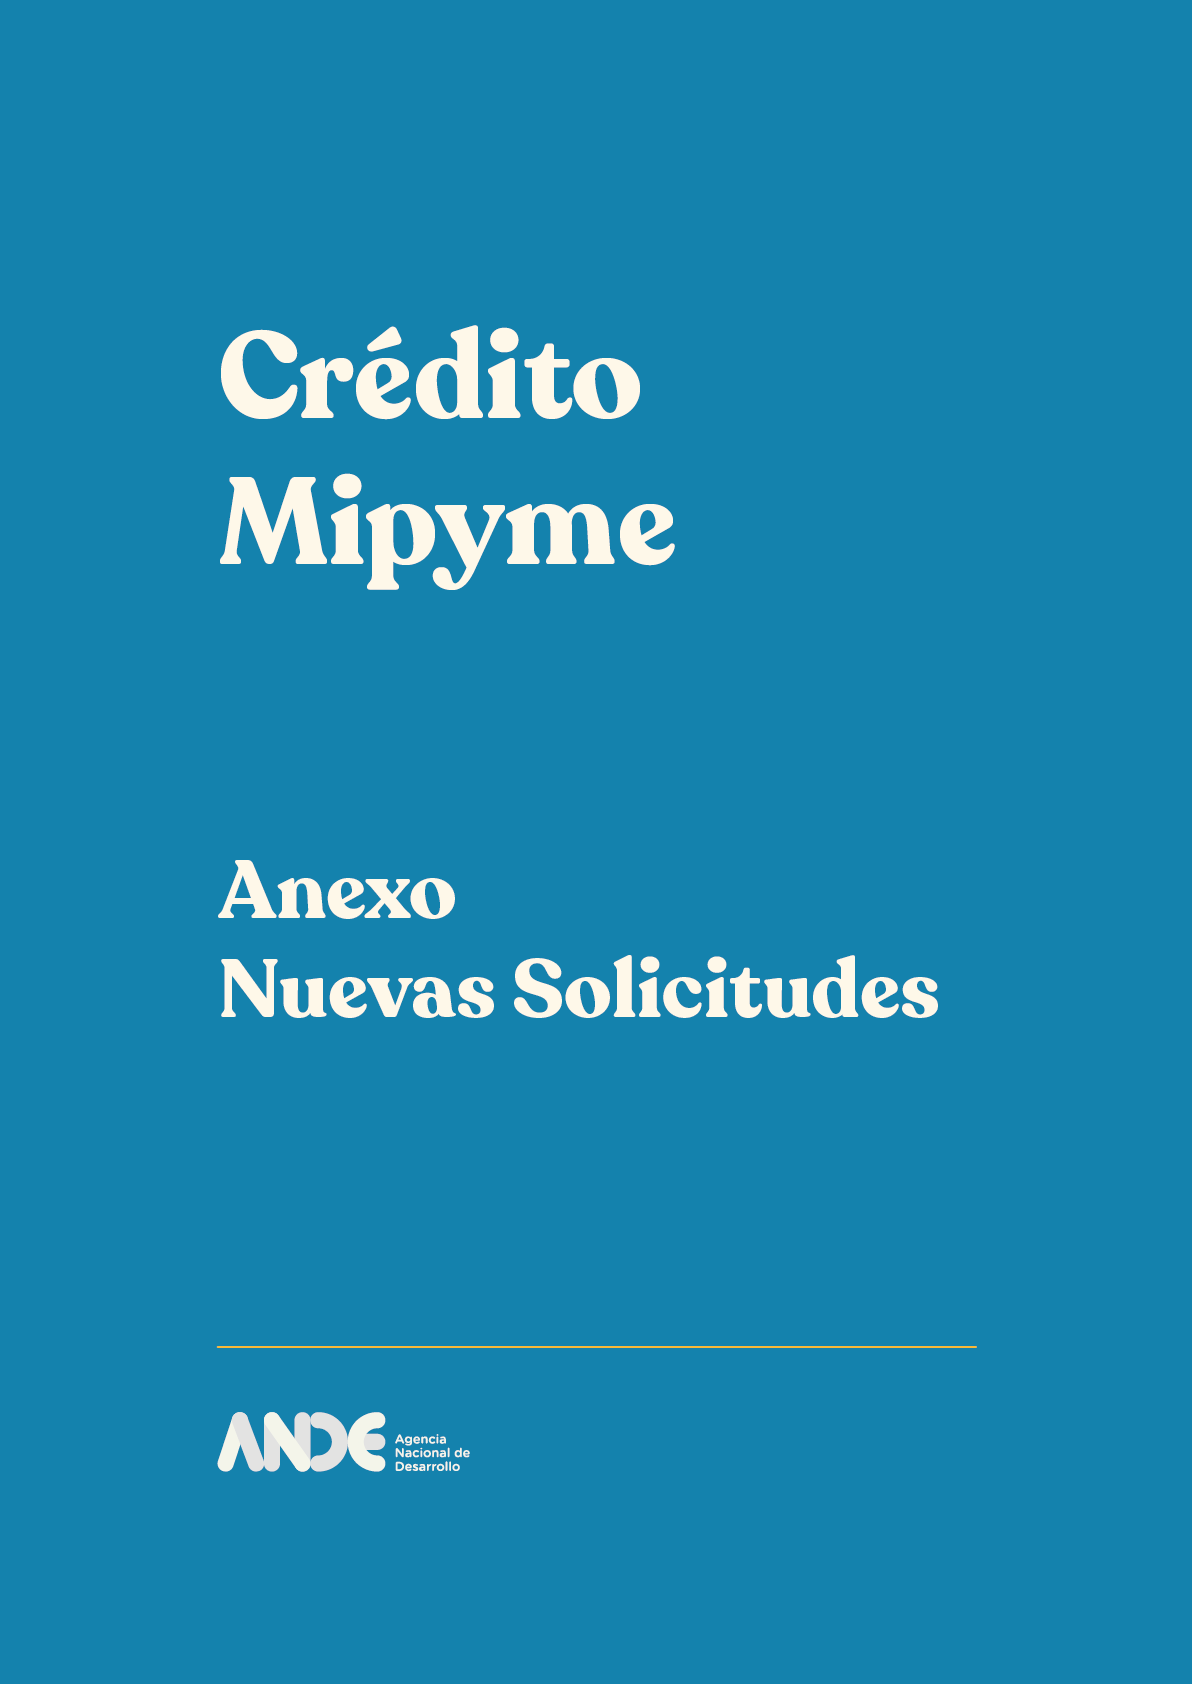 Crédito
Mipyme
Anexo
Nuevas Solicitudes
ANDE
Agencia
Nacional de
Desarrollo